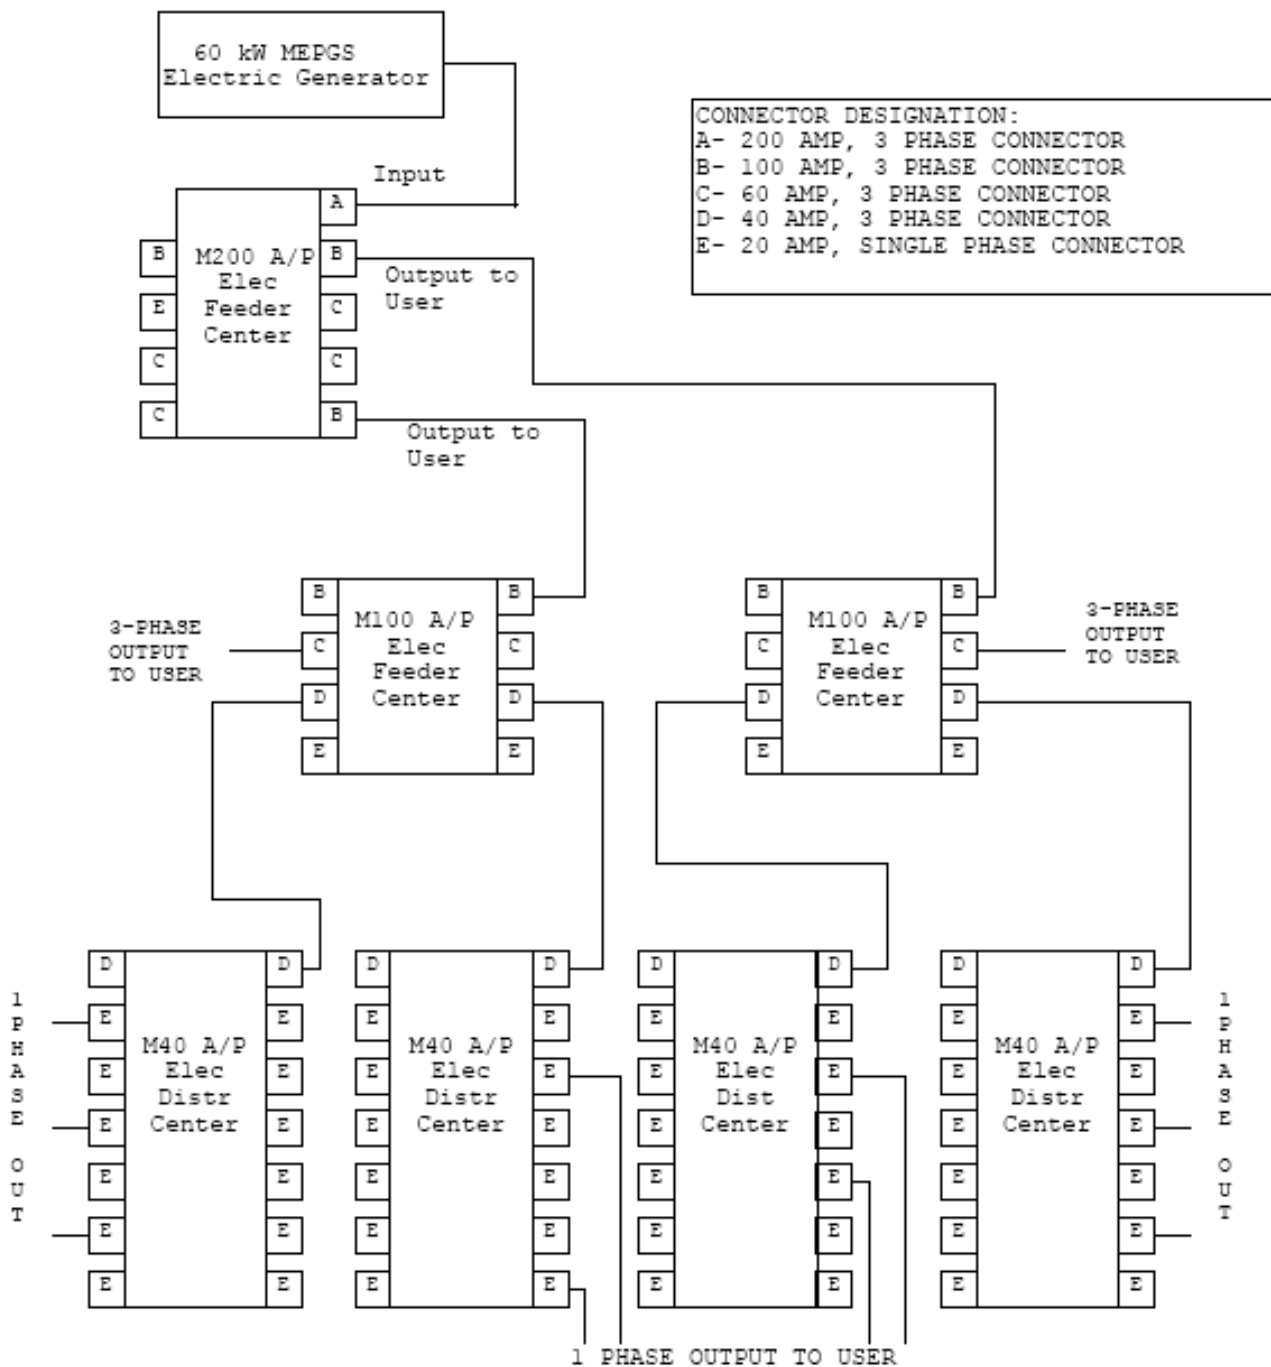 60 kW MEPGS
Electric Generator
CONNECTOR DESIGNATION:
A- 200 AMP, 3 PHASE CONNECTOR
B- 100 AMP, 3 PHASE CONNECTOR
C- 60 AMP, 3 PHASE CONNECTOR
D- 40 AMP, 3 PHASE CONNECTOR
E- 20 AMP, SINGLE PHASE CONNECTOR
Input
A
B M200 A/P B
Elec
E Feeder C
Center
C C
C B
Output to
User
Output to
User
B B
M100 A/P
Elec
Feeder
Center
C C
D D
E E
3-PHASE
OUTPUT
TO USER
B B
M100 A/P
Elec
Feeder
Center
C C
D D
E E
3-PHASE
OUTPUT
TO USER
1 PHASE OUT
D D
E E
M40 A/P
Elec
Distr
Center
E E
E E
E E
E E
E E
D D
E E
M40 A/P
Elec
Distr
Center
E E
E E
E E
E E
E E
D D
E E
M40 A/P
Elec
Dist
Center
E E
E E
E E
E E
E E
D D
E E
M40 A/P
Elec
Distr
Center
E E
E E
E E
E E
E E
1 PHASE OUT
1 PHASE OUTPUT TO USER